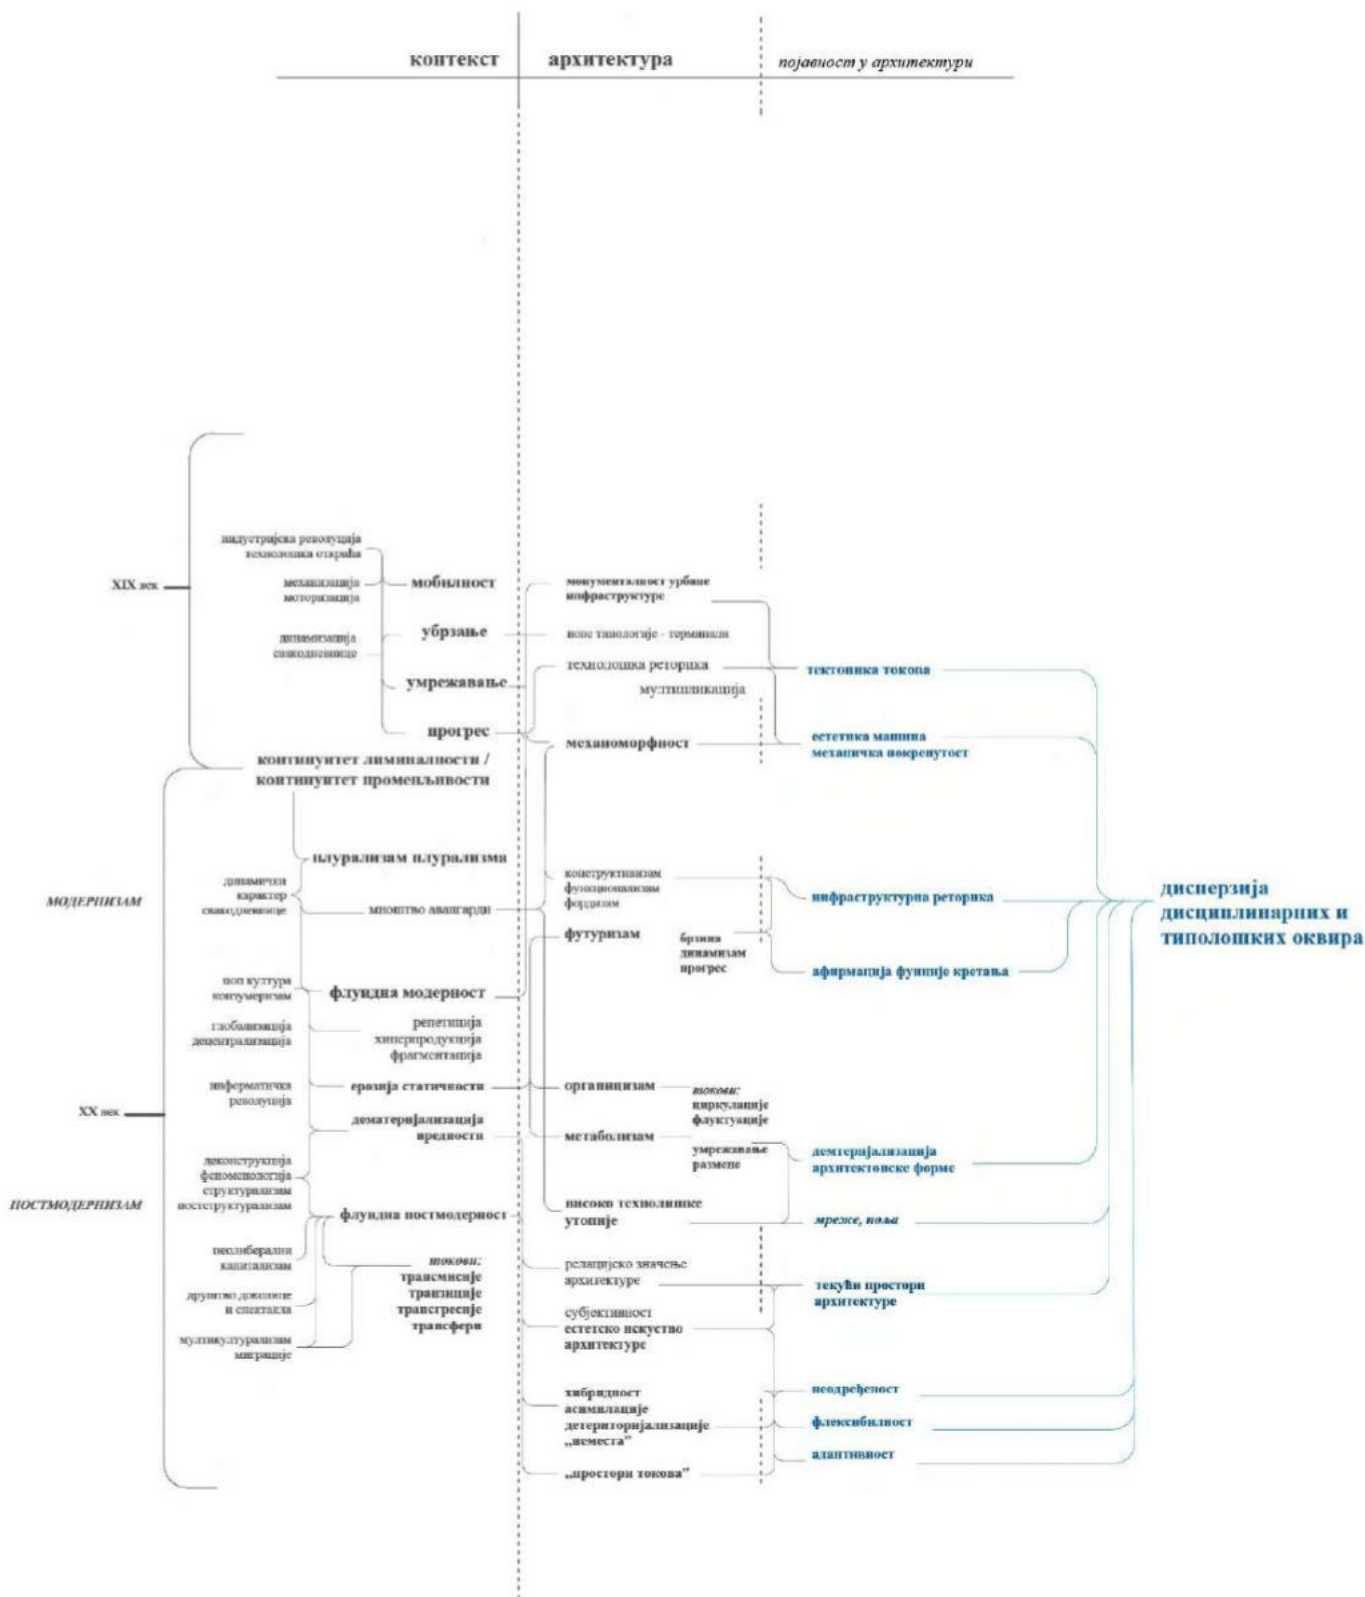 контекст
архитектура
појавност у архитектури
индустријска револуција
технолошка открића
XIX век
механизација
моторизација
мобилност
монументалност урбане
инфраструктуре
динамизација
свакодневнице
убрзање
нове типологије - терминали
умрежавање
технолошка реторика
мултипликација
тектоника токова
прогрес
механоморфност
естетика машина
механичка покренутост
континуитет лиминалности /
континуитет променљивости
плурализам плурализма
МОДЕРНИЗАМ
динамички
карактер
свакодневнице
мноштво авангарди
конструктивизам
функционализам
фордизам
инфраструктурна реторика
дисперзија
дисциплинарних и
типолошких оквира
футуризам
брзина
динамизам
прогрес
афирмација функције кретања
поп култура
конзумеризам
флуидна модерност
глобализација
децентрализација
репетиција
хиперпродукција
фрагментација
информатичка
револуција
ерозија статичности
органицизам
токови:
циркулације
флуктуације
XX век
дематеријализација
вредности
метаболизам
умрежавање
размене
демтеријализација
архитектонске форме
деконструкција
феноменологија
структурализам
постструктурализам
ПОСТМОДЕРНИЗАМ
флуидна постмодерност
високо технолошке
утопије
мреже, поља
неолиберални
капитализам
токови:
трансмисије
транзиције
трансгресије
трансфери
релацијско значење
архитектуре
текући простори
архитектуре
друштво доколице
и спектакла
субјективност
естетско искуство
архитектуре
мултикултурализам
миграције
хибридност
асимилације
детериторијализације
„неместа”
неодређеност
флексибилност
адаптивност
„простори токова”